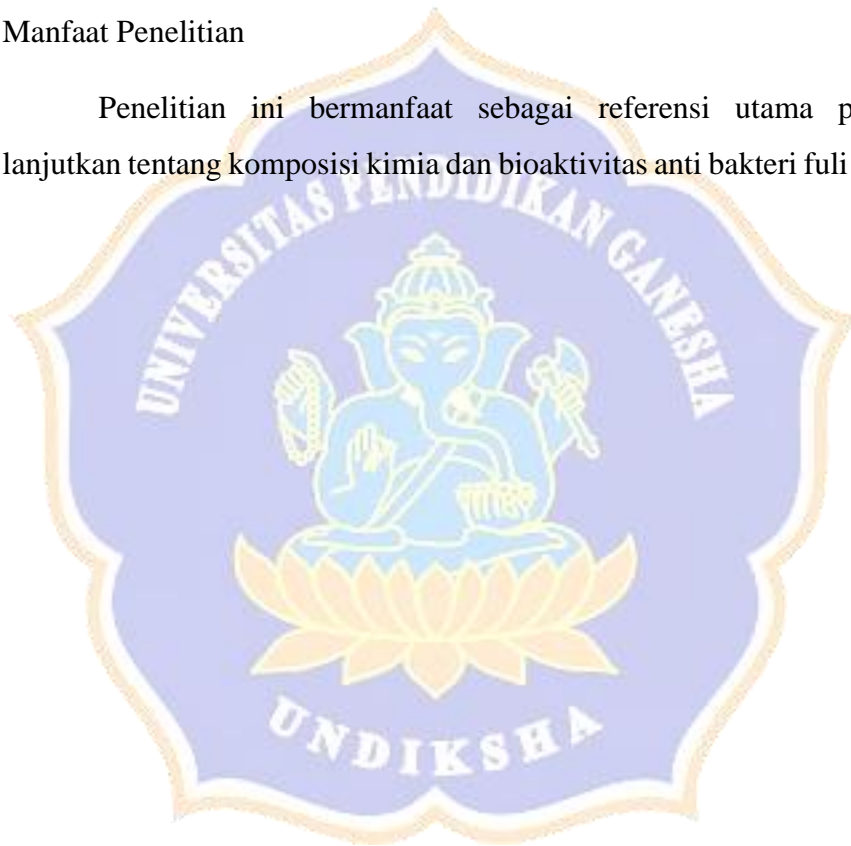 Manfaat Penelitian
Penelitian ini bermanfaat sebagai referensi utama p
lanjutkan tentang komposisi kimia dan bioaktivitas anti bakteri fuli
UNIVERSITAS PENDIDIKAN GANESHA
UNDIKSHA